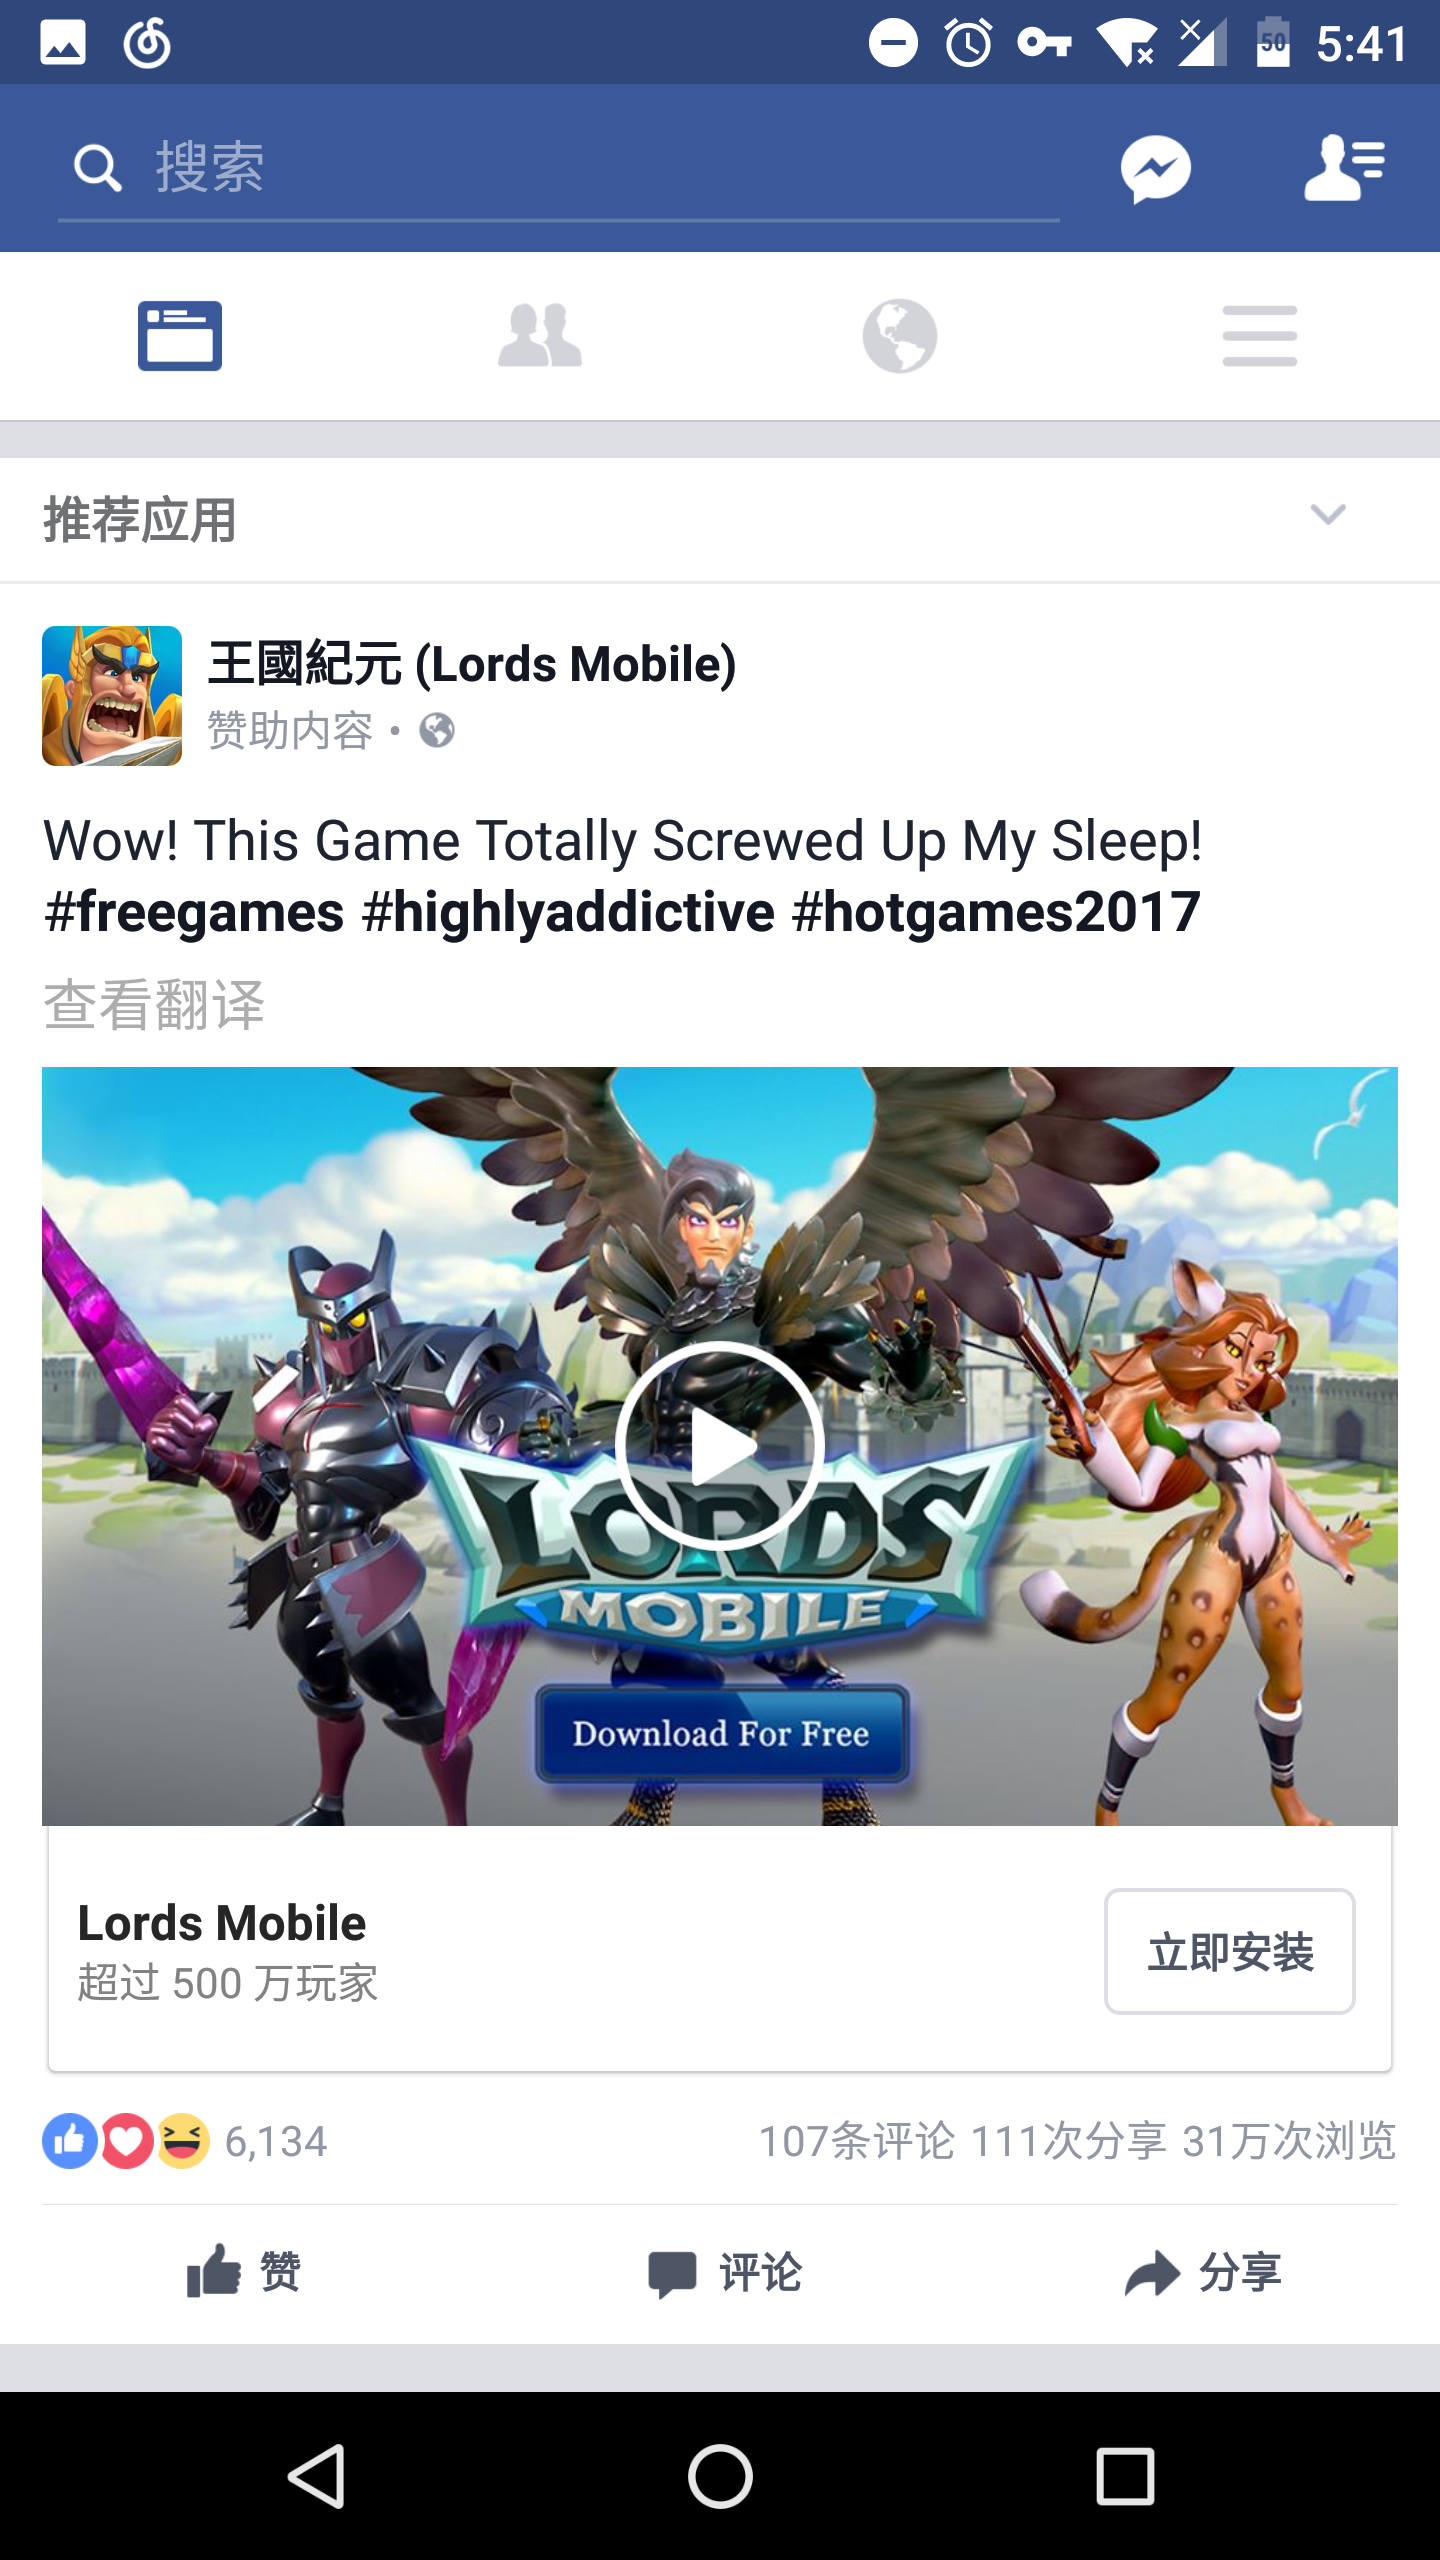 50 5:41
搜索
推荐应用
王國紀元 (Lords Mobile)
赞助内容 •
Wow! This Game Totally Screwed Up My Sleep!
#freegames #highlyaddictive #hotgames2017
查看翻译
LORDS
MOBILE
Download For Free
Lords Mobile
超过 500 万玩家
立即安装
6,134 107条评论 111次分享 31万次浏览
赞 评论 分享